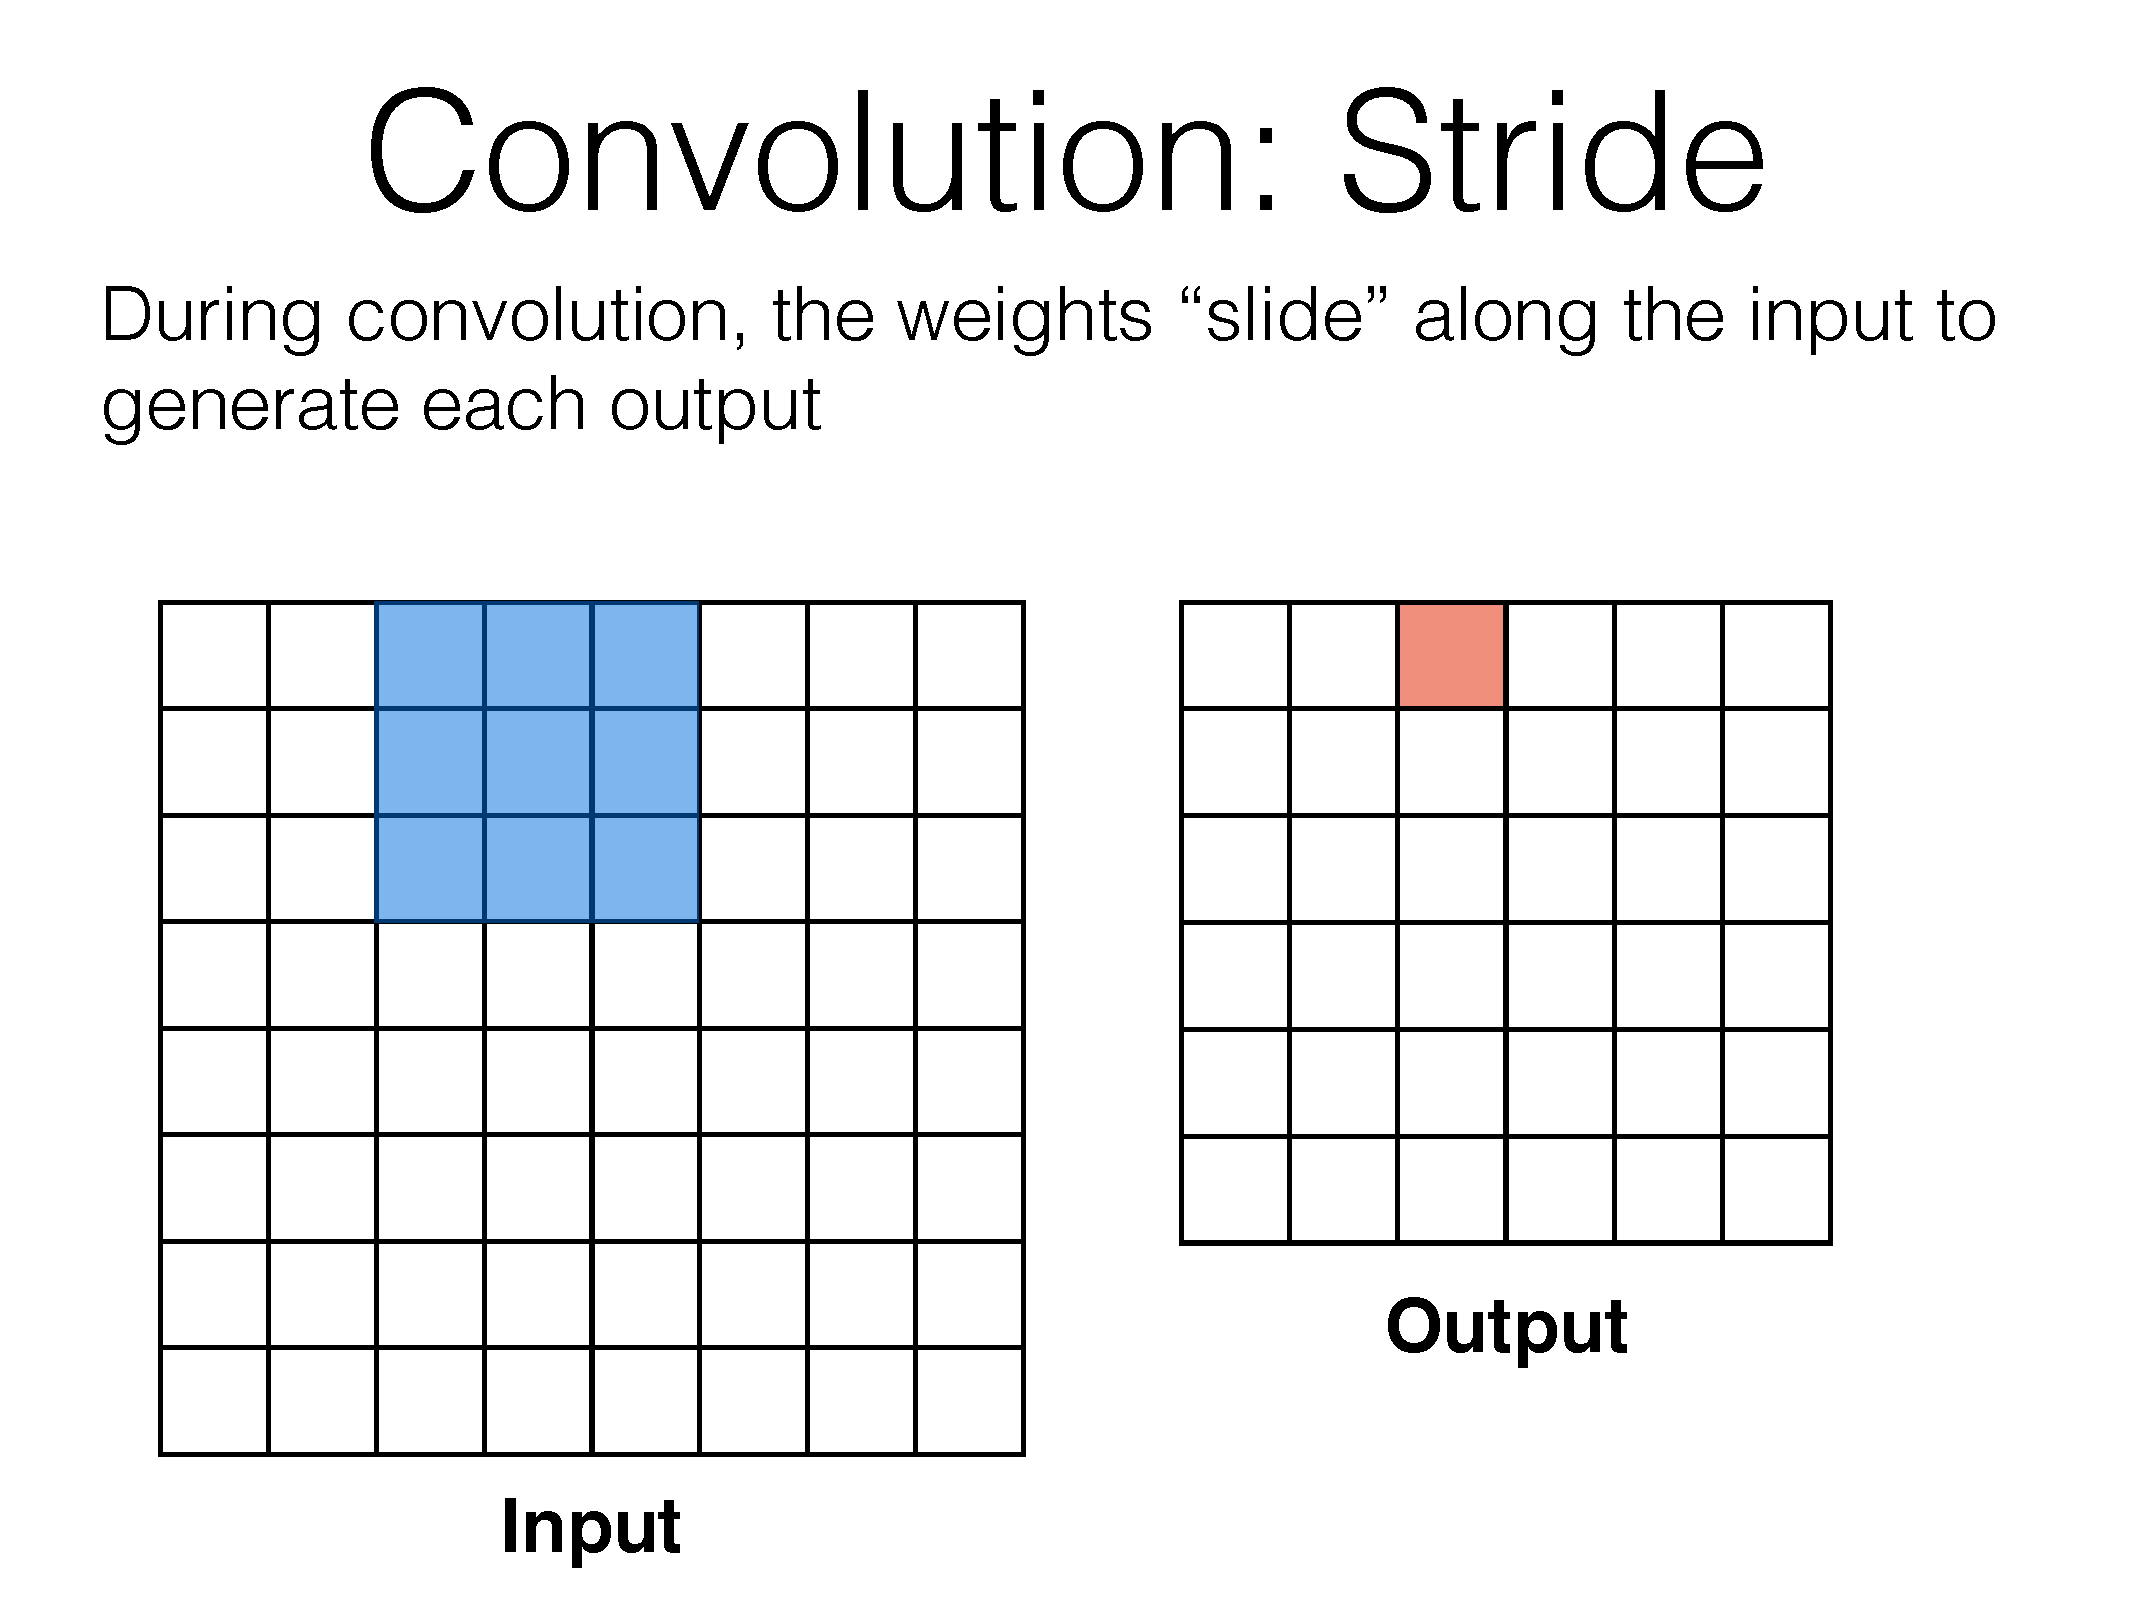 Convolution: Stride
During convolution, the weights “slide” along the input to
generate each output
Output
Input